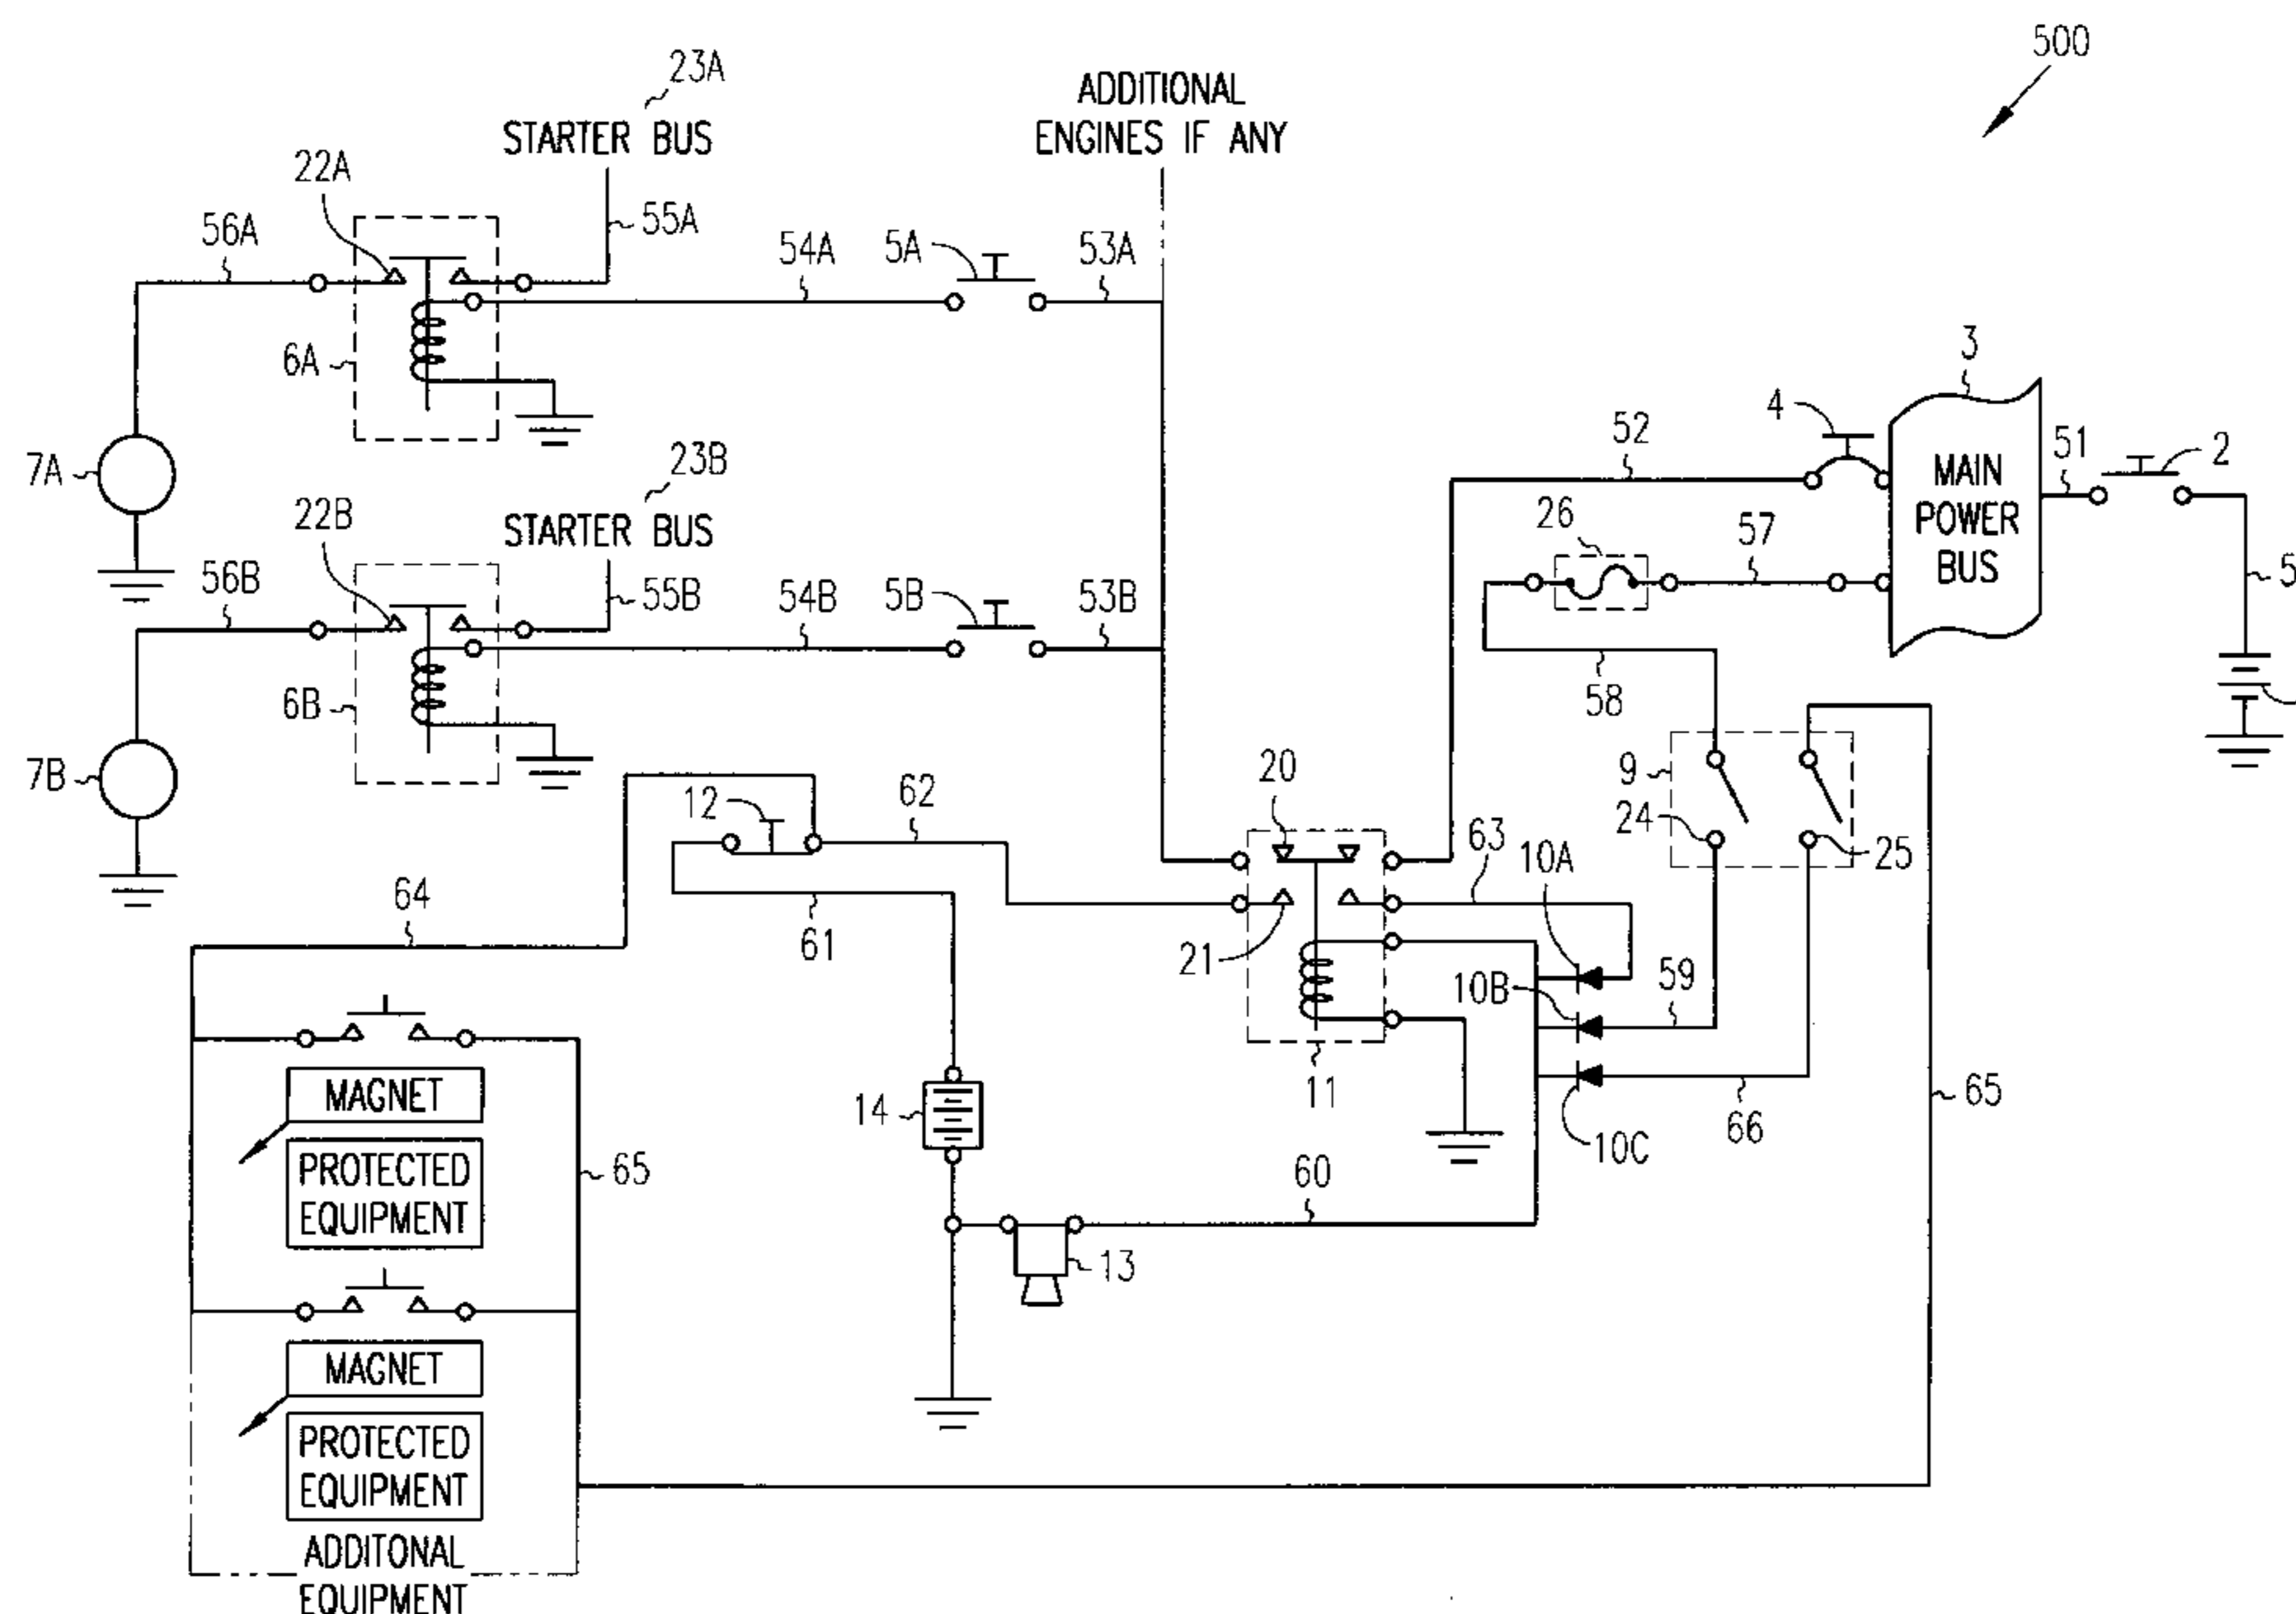 500
23A
STARTER BUS
ADDITIONAL
ENGINES IF ANY
22A
56A
55A
54A
5A
53A
6A
3
4
52
51
2
MAIN
POWER
BUS
7A
23B
STARTER BUS
22B
26
57
56B
55B
54B
5B
53B
58
6B
7B
20
9
12
62
24
25
63
10A
64
61
21
10B
59
11
14
MAGNET
65
66
10C
PROTECTED
EQUIPMENT
65
60
13
MAGNET
PROTECTED
EQUIPMENT
ADDITONAL
EQUIPMENT